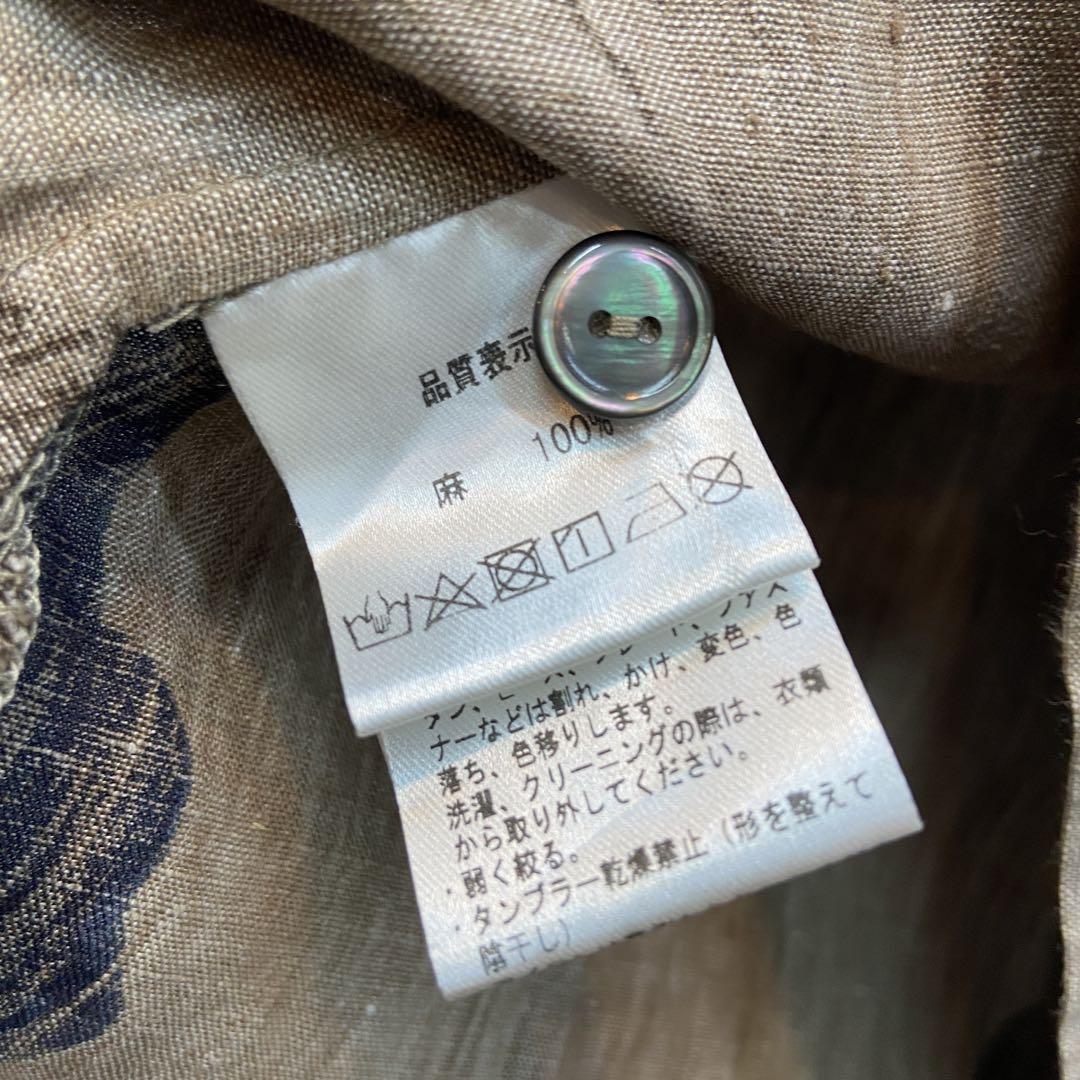 品質表示
麻 100%
ナーなどは割れ、かけ、変色、色
落ち、色移りします。
洗濯、クリーニングの際は、衣類
から取り外してください。
・弱く絞る。
・タンブラー乾燥禁止（形を整えて
陰干し）